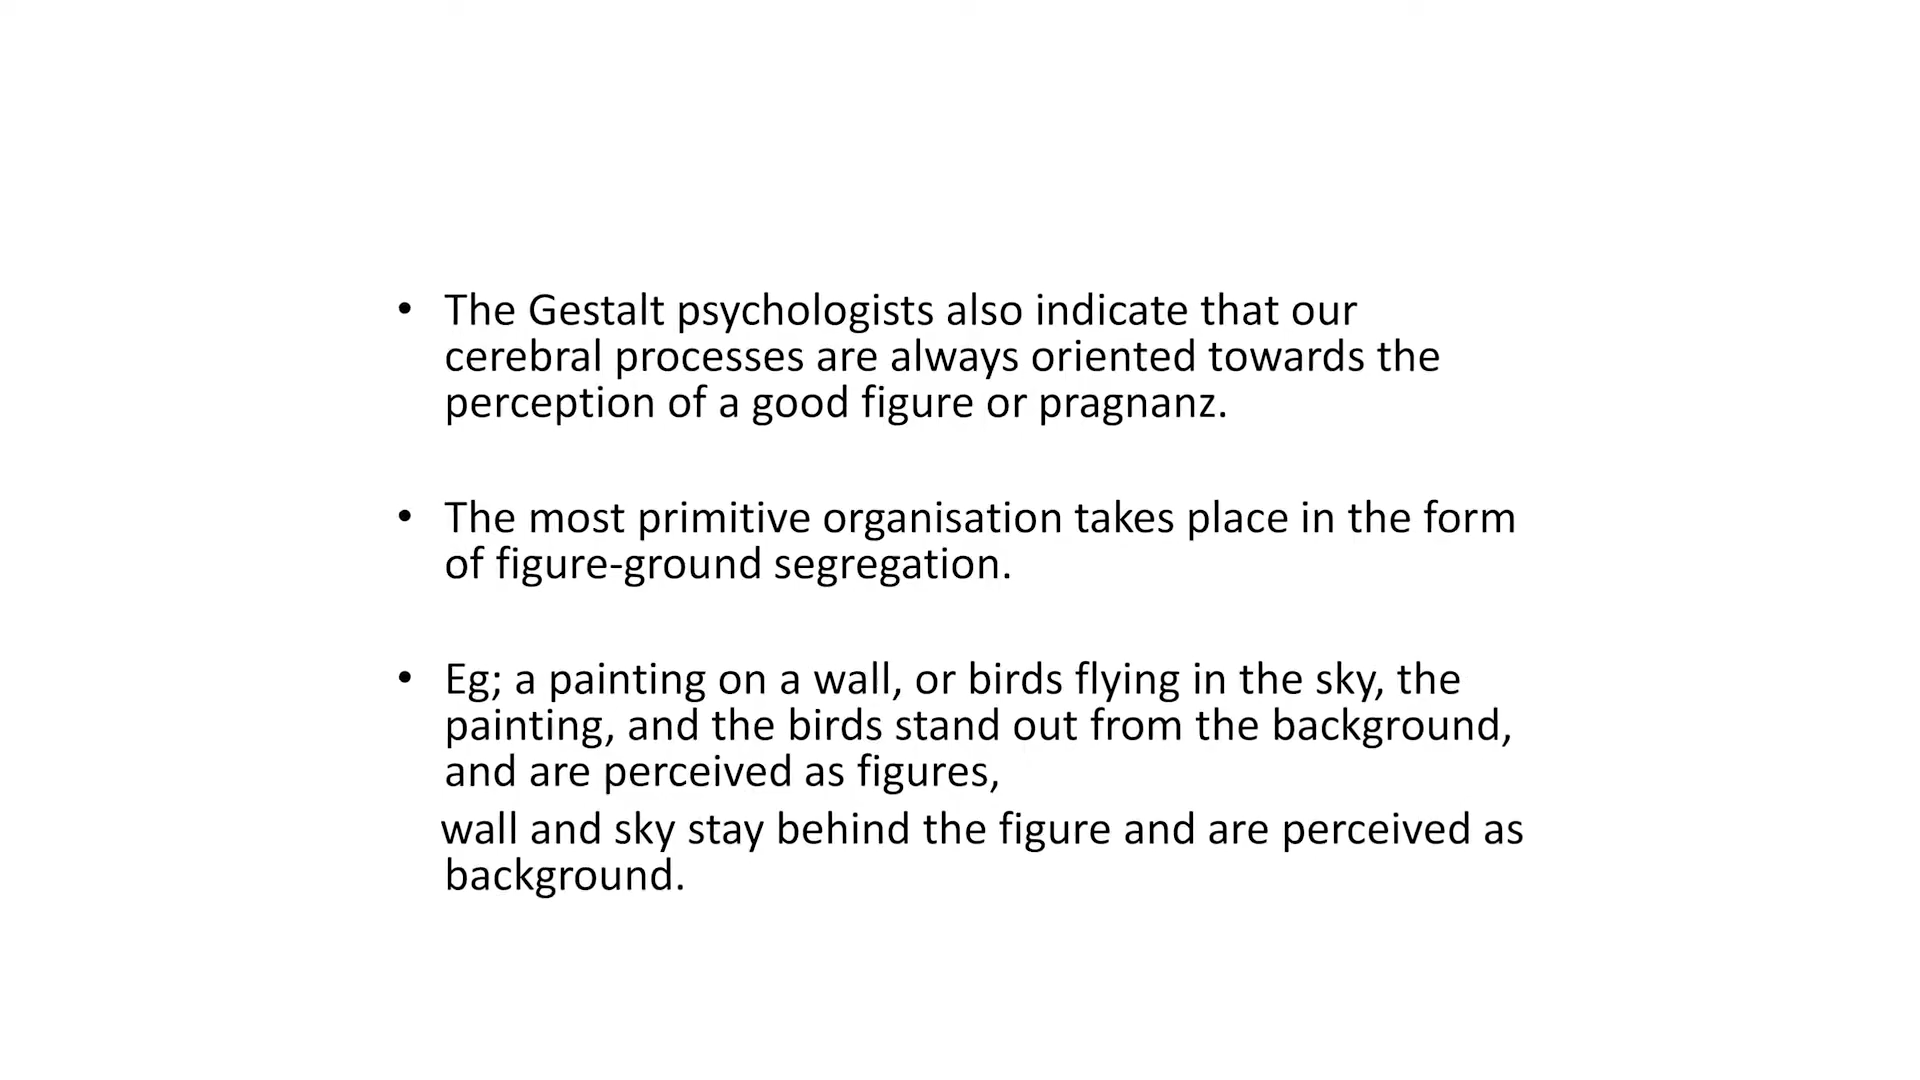 • The Gestalt psychologists also indicate that our
cerebral processes are always oriented towards the
perception of a good figure or pragnanz.
• The most primitive organisation takes place in the form
of figure-ground segregation.
• Eg; a painting on a wall, or birds flying in the sky, the
painting, and the birds stand out from the background,
and are perceived as figures,
wall and sky stay behind the figure and are perceived as
background.